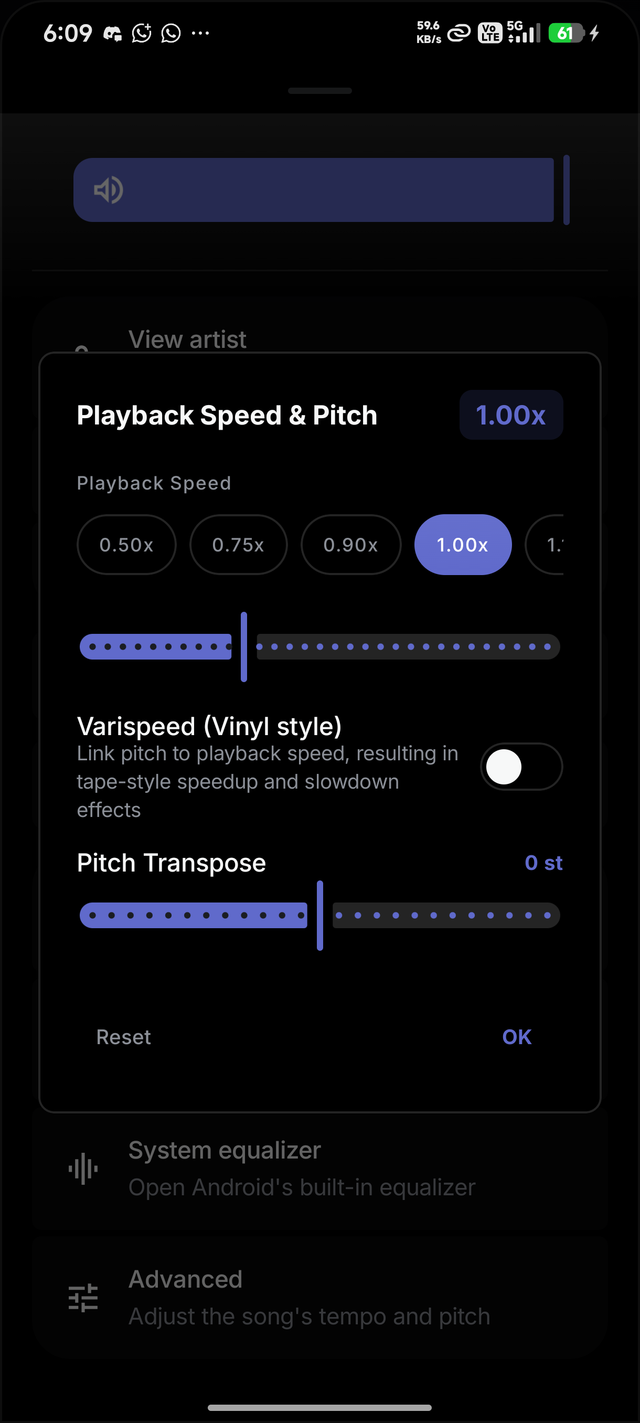 6:09
59.6
KB/s
Vo
LTE
5G
61
View artist
Playback Speed & Pitch
1.00x
Playback Speed
0.50x
0.75x
0.90x
1.00x
Varispeed (Vinyl style)
Link pitch to playback speed, resulting in
tape-style speedup and slowdown
effects
Pitch Transpose
0 st
Reset
OK
System equalizer
Open Android's built-in equalizer
Advanced
Adjust the song's tempo and pitch